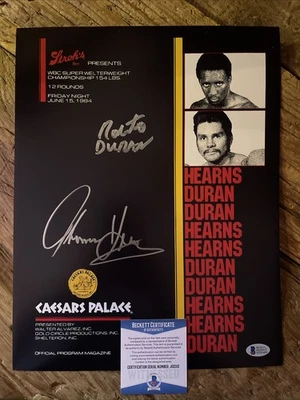 Stroh's
PRESENTS
WBC SUPER WELTERWEIGHT
CHAMPIONSHIP 154 LBS.
12 ROUNDS
FRIDAY NIGHT
JUNE 15, 1984
Roberto
Duran
Thomas Hearns
HEARNS
DURAN
DURAN
HEARNS
HEARNS
DURAN
DURAN
HEARNS
DURAN
HEARNS
HEARNS
DURAN
CAESARS PALACE
PRESENTED BY
WALTER ALVAREZ, INC.
GOLD CIRCLE PRODUCTIONS, INC.
SHELTERON, INC.
OFFICIAL PROGRAM MAGAZINE
BECKETT CERTIFICATE